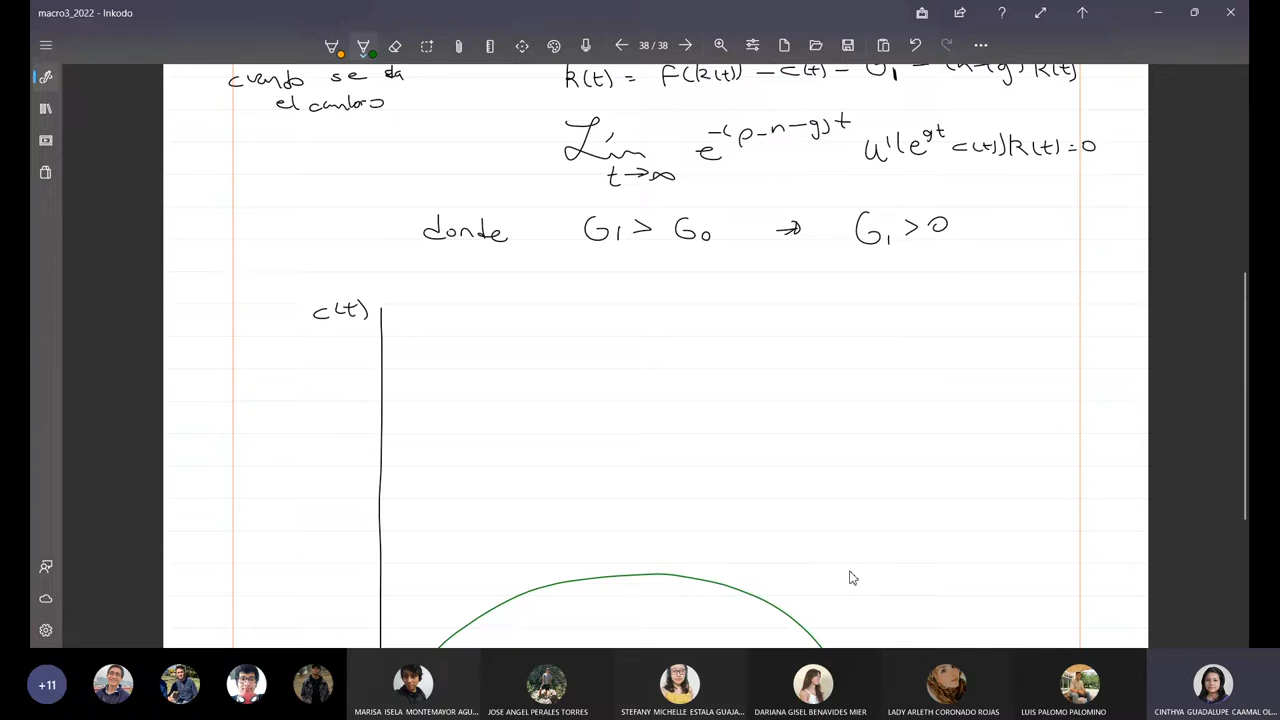 macro3_2022 - Inkodo
38 / 38
cuando se da
el cambio
k(t) = f(k(t)) - c(t) - G₁ - (n+g) k(t)
Lím e^-(ρ-n-g)t u'(e^gt c(t)) k(t) = 0
t→∞
donde G₁ > G₀ → G₁ > 0
c(t)
+11
MARISA ISELA MONTEMAYOR AGU...
JOSE ANGEL PERALES TORRES
STEFANY MICHELLE ESTALA GUAJA...
DARIANA GISEL BENAVIDES MIER
LADY ARLETH CORONADO ROJAS
LUIS PALOMO PALOMINO
CINTHYA GUADALUPE CAAMAL OL...